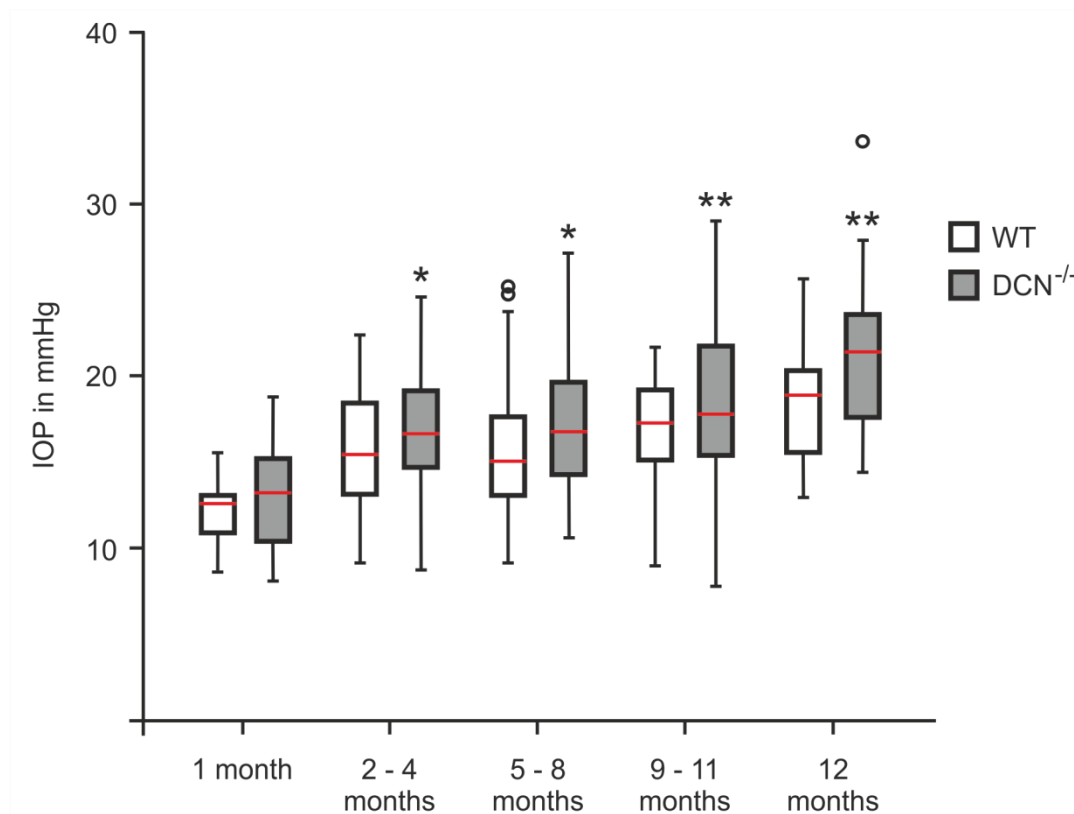 40
30
20
10
IOP in mmHg
*
*
**
**
WT
DCN-/-
1 month
2 - 4
months
5 - 8
months
9 - 11
months
12
months